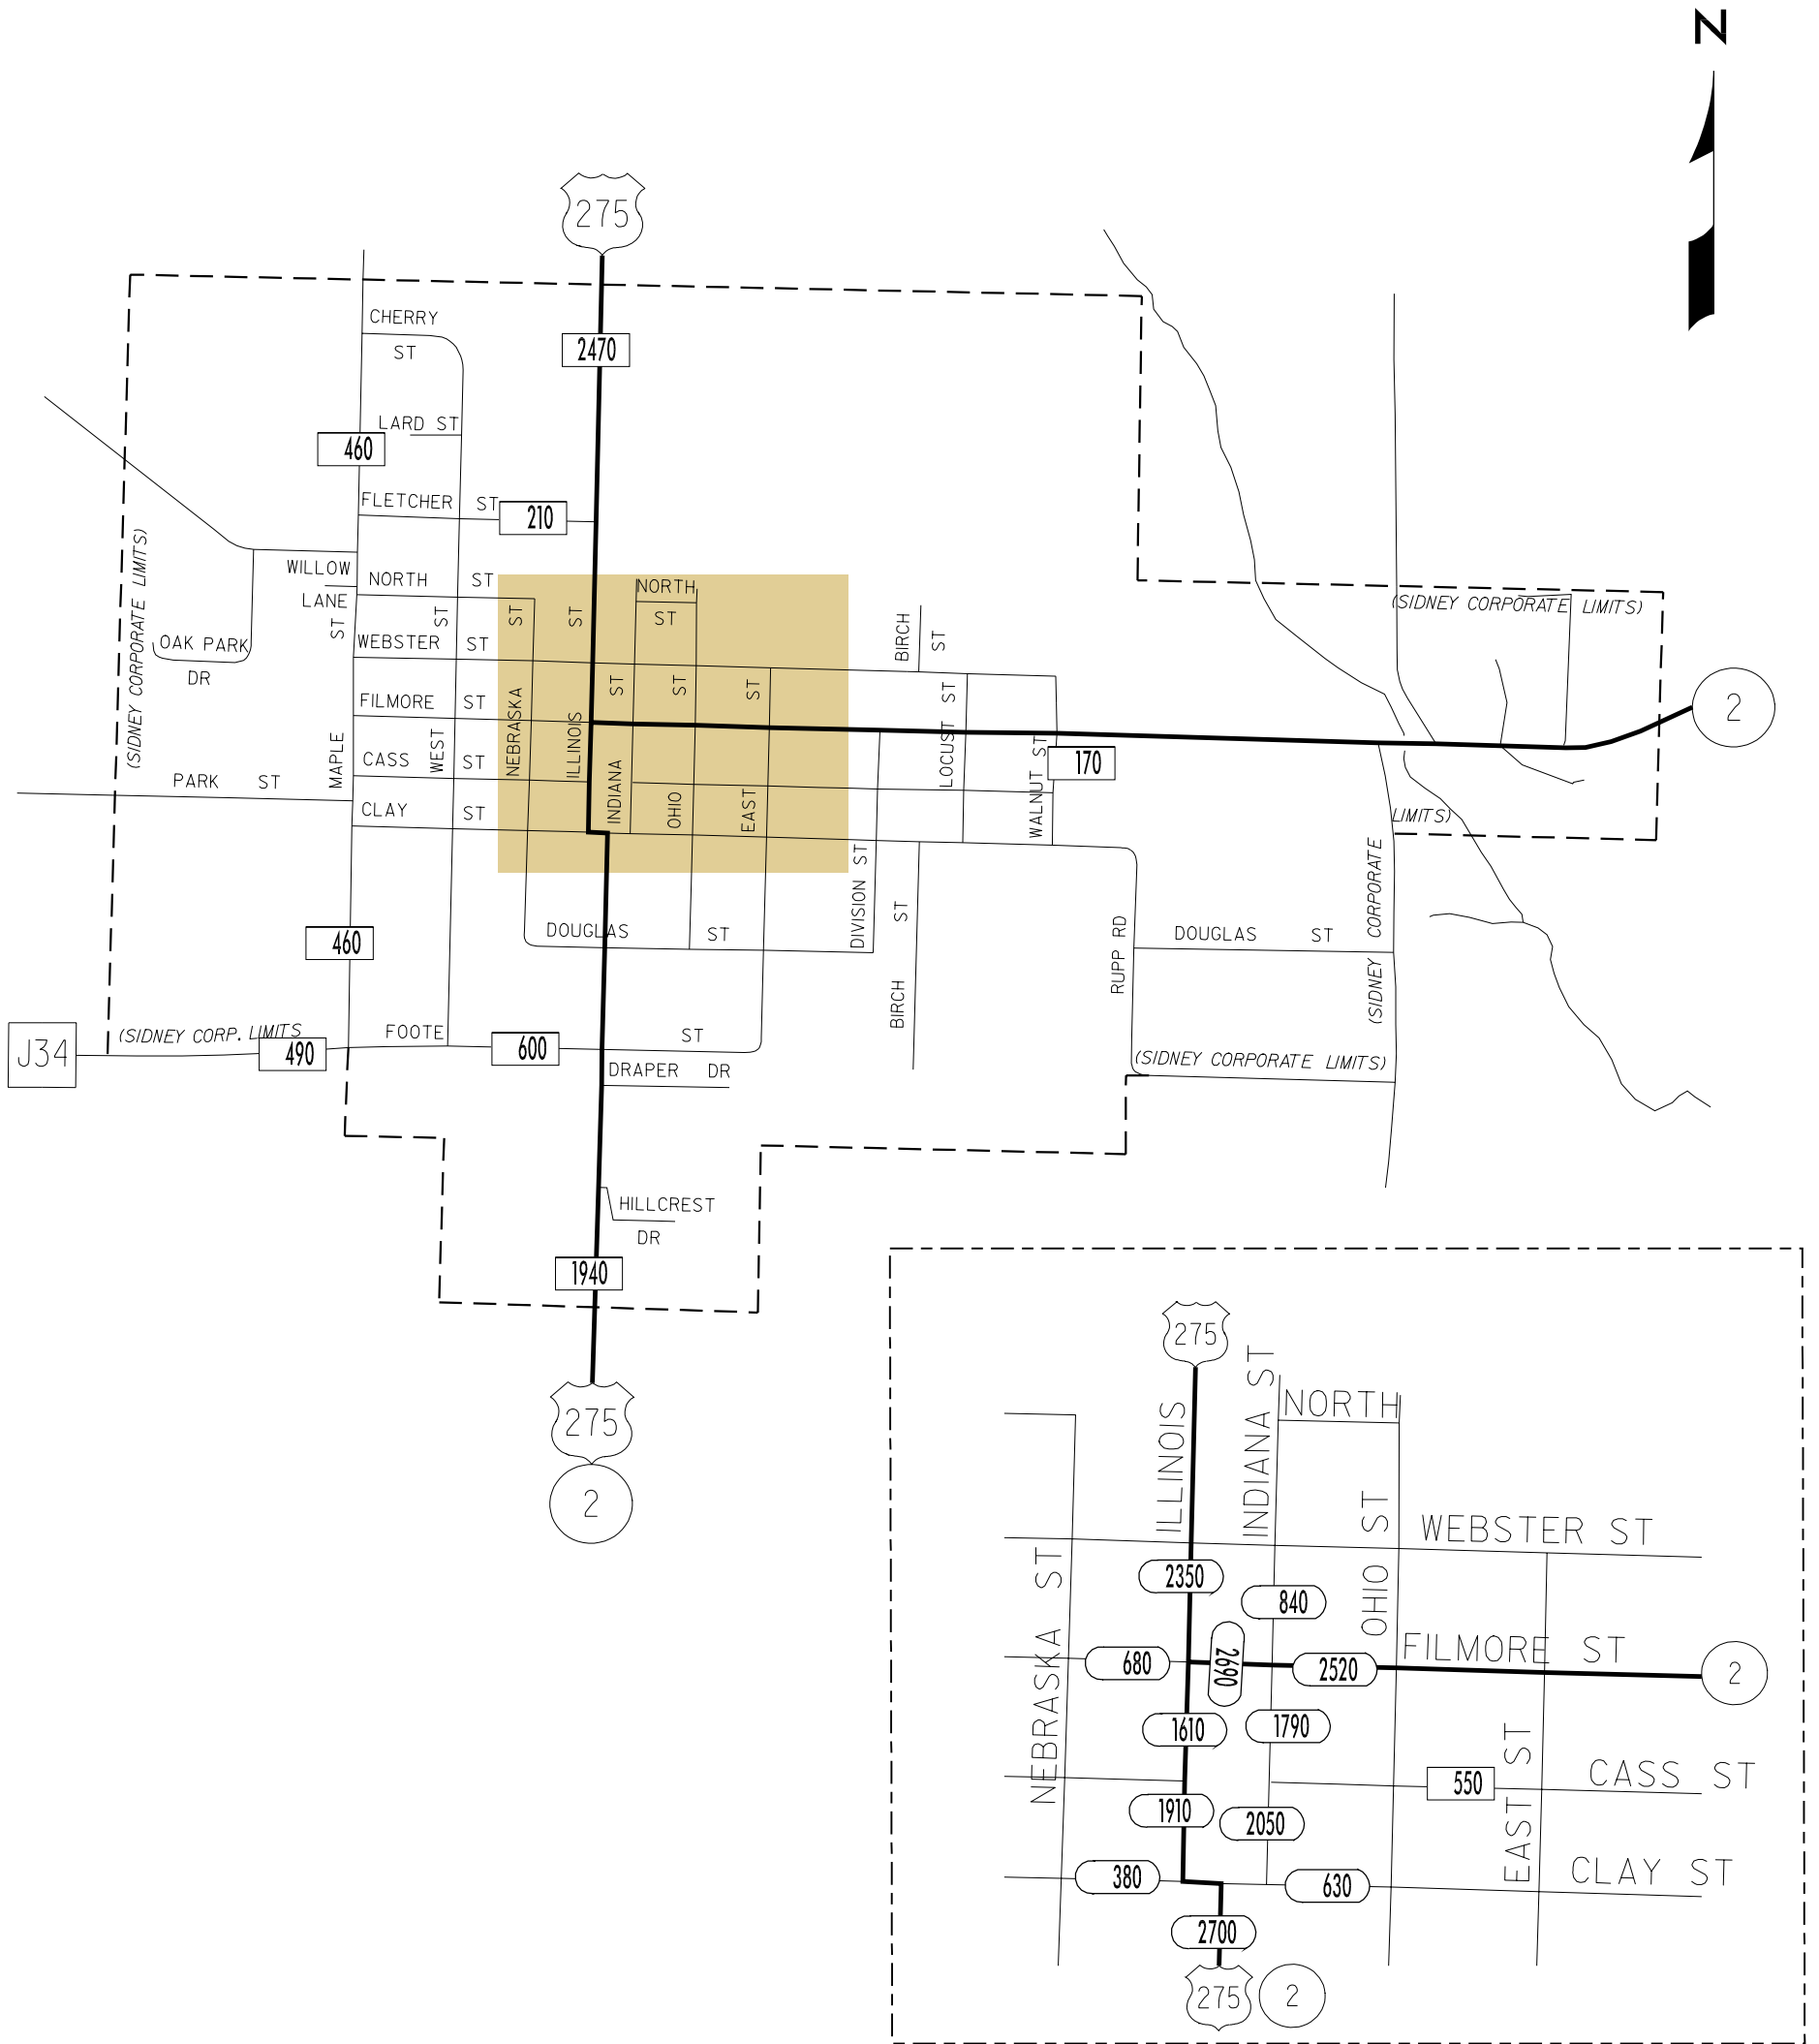 N
275
CHERRY
ST
2470
LARD ST
460
FLETCHER ST
210
(SIDNEY CORPORATE LIMITS)
WILLOW
LANE
NORTH ST
NORTH
ST
ST
ST
ST
ST
(SIDNEY CORPORATE LIMITS)
OAK PARK
DR
WEBSTER ST
BIRCH
ST
FILMORE ST
NEBRASKA
ILLINOIS
ST
ST
ST
LOCUST ST
2
MAPLE
WEST
CASS ST
INDIANA
OHIO
EAST
WALNUT ST
170
PARK ST
CLAY ST
LIMITS)
(SIDNEY CORPORATE
DIVISION ST
BIRCH ST
460
DOUGLAS ST
RUPP RD
DOUGLAS ST
J34
(SIDNEY CORP. LIMITS
490
FOOTE ST
600
DRAPER DR
(SIDNEY CORPORATE LIMITS)
HILLCREST
DR
1940
275
2
275
ILLINOIS
INDIANA ST
NORTH
NEBRASKA ST
OHIO ST
WEBSTER ST
2350
840
680
2690
2520
FILMORE ST
2
1610
1790
EAST ST
550
CASS ST
1910
2050
380
630
CLAY ST
2700
275
2